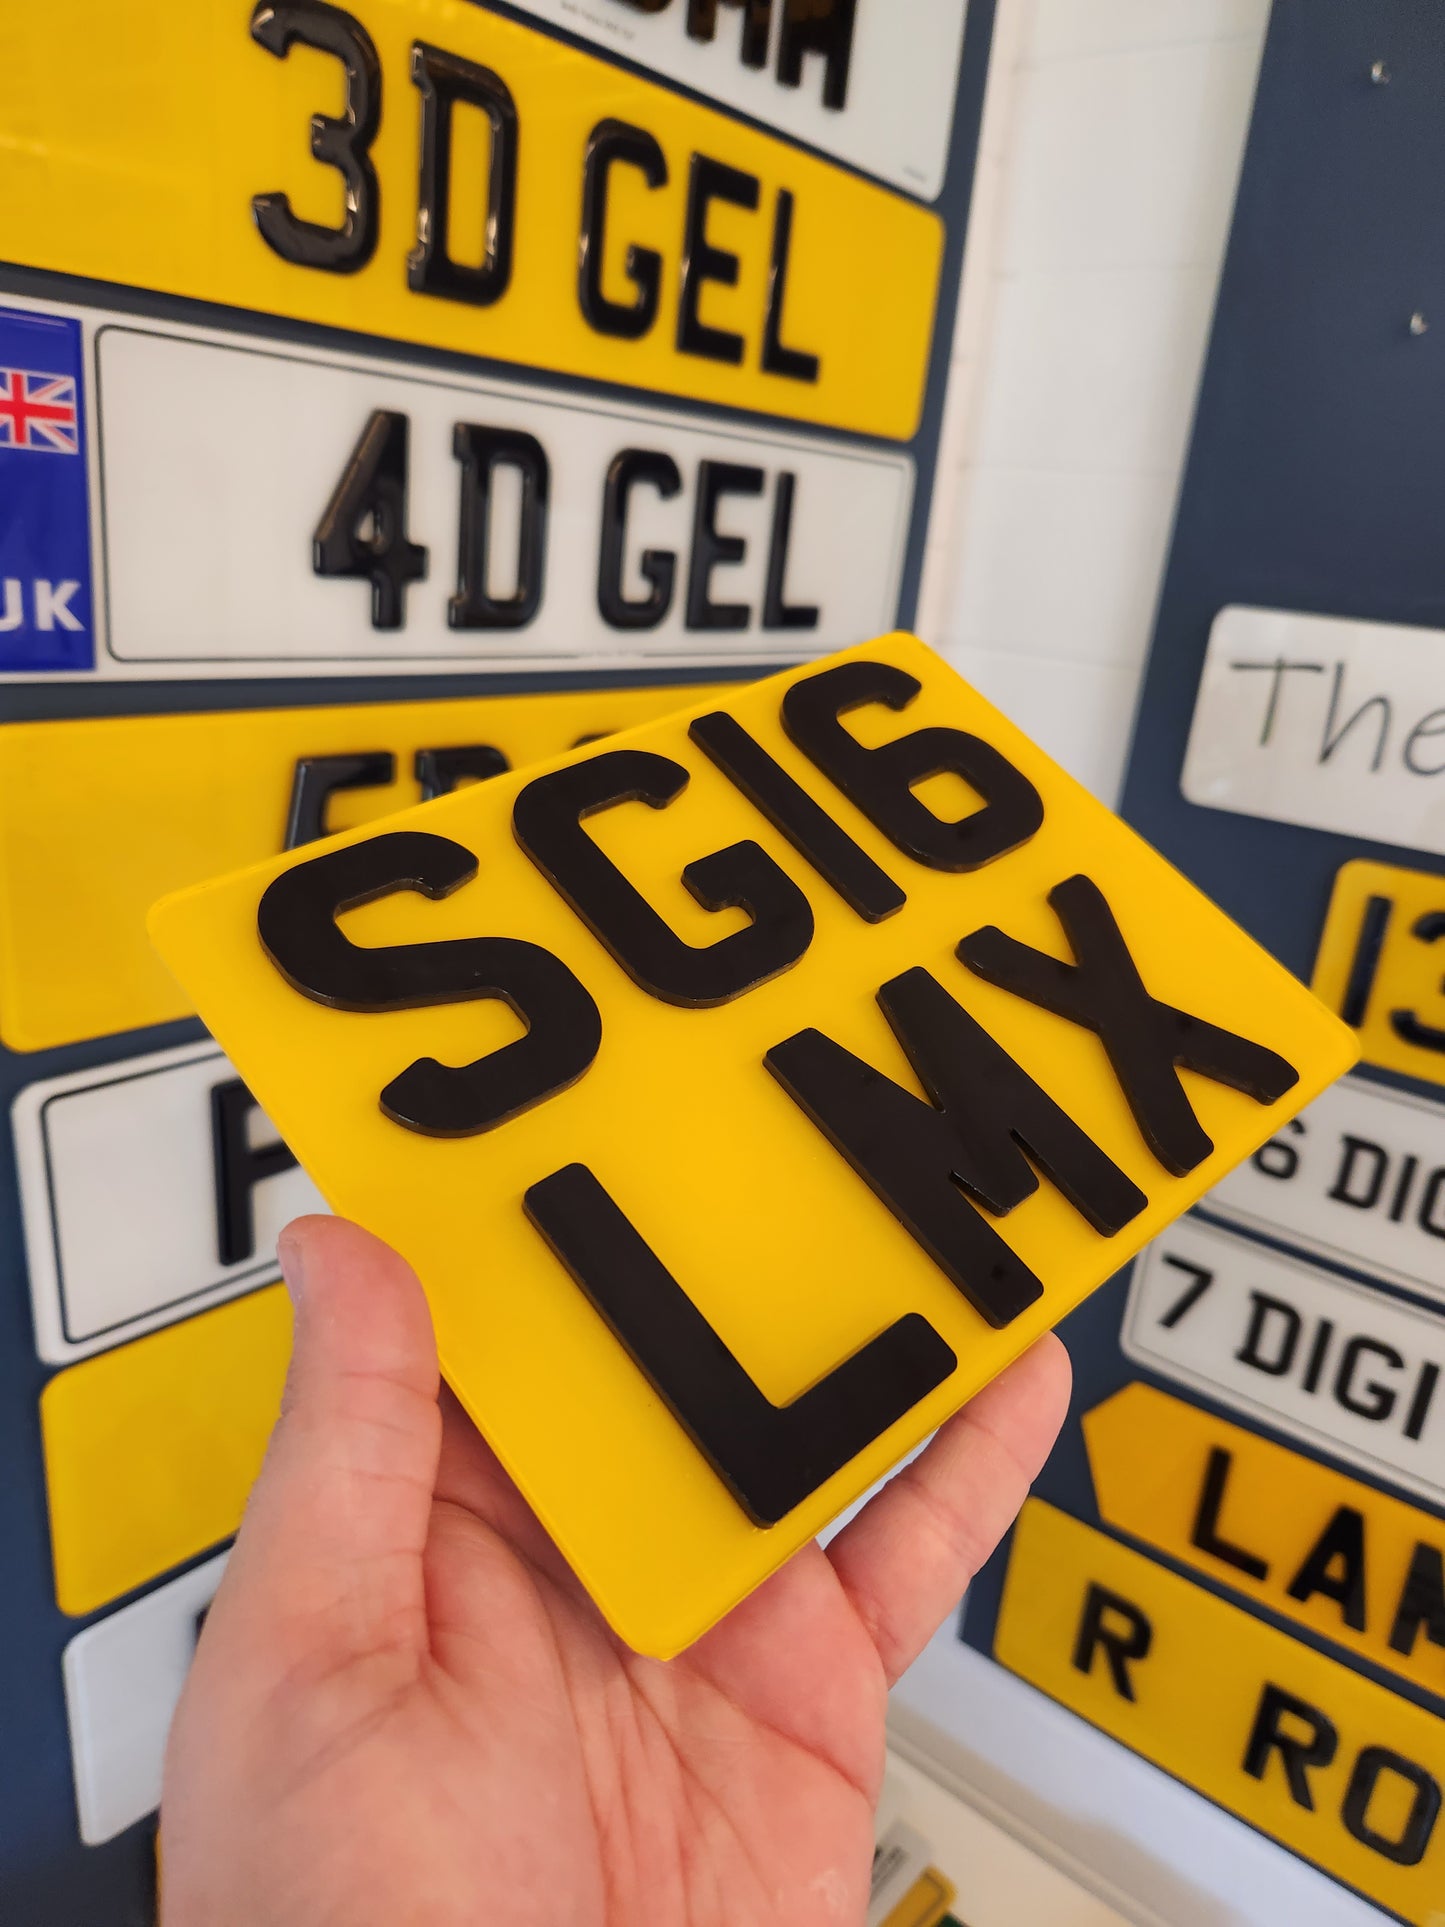 3D GEL
UK
4D GEL
SG16
LMX
The
13
6 DIG
7 DIGI
LAM
R RO